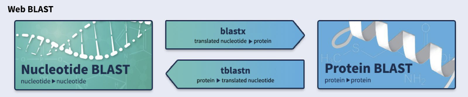 Web BLAST
Nucleotide BLAST
nucleotide ▶ nucleotide
blastx
translated nucleotide ▶ protein
tblastn
protein ▶ translated nucleotide
Protein BLAST
protein ▶ protein